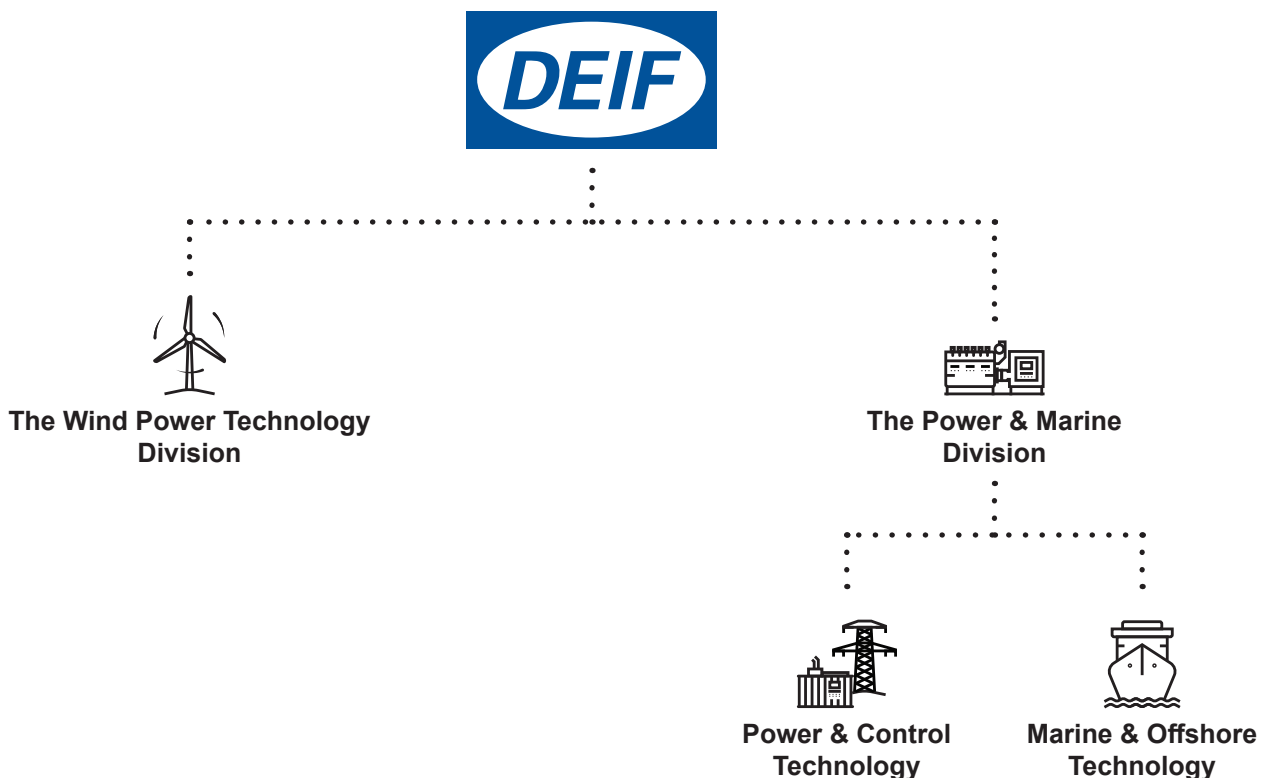 DEIF
The Wind Power Technology
Division
The Power & Marine
Division
Power & Control
Technology
Marine & Offshore
Technology